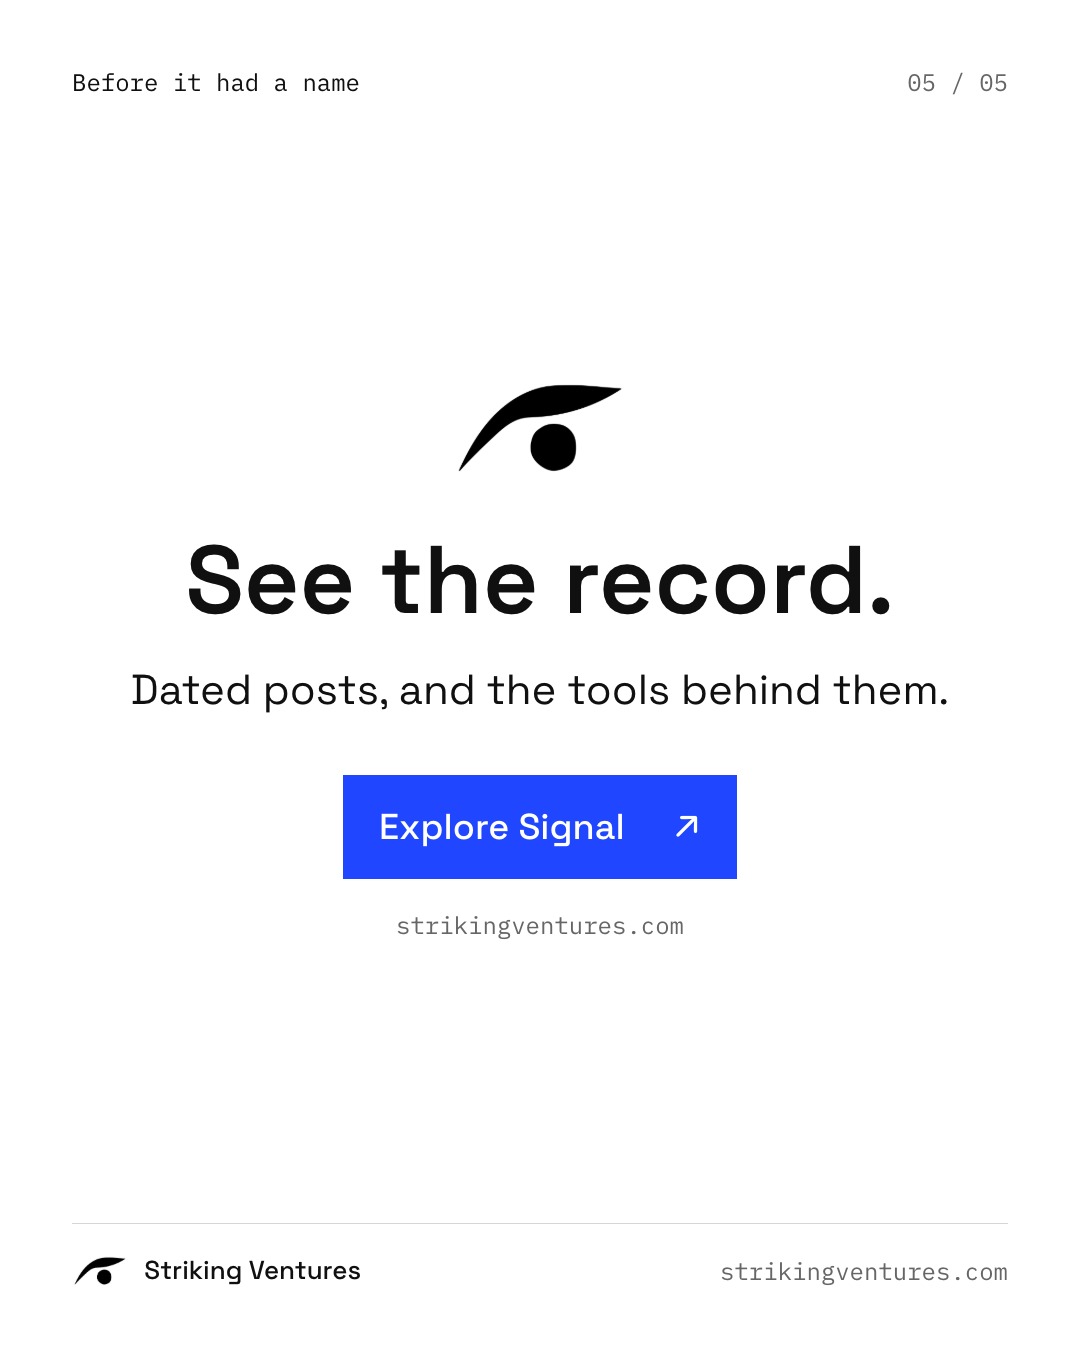 Before it had a name
05 / 05
See the record.
Dated posts, and the tools behind them.
Explore Signal
strikingventures.com
Striking Ventures
strikingventures.com